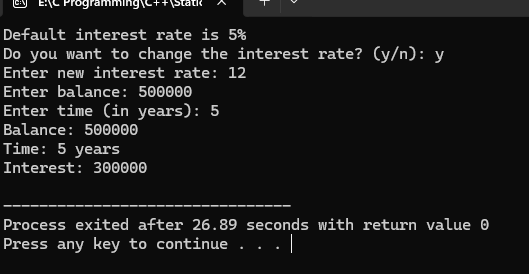 E:\C Programming\C++\Static
Default interest rate is 5%
Do you want to change the interest rate? (y/n): y
Enter new interest rate: 12
Enter balance: 500000
Enter time (in years): 5
Balance: 500000
Time: 5 years
Interest: 300000
--------------------------------
Process exited after 26.89 seconds with return value 0
Press any key to continue . . .